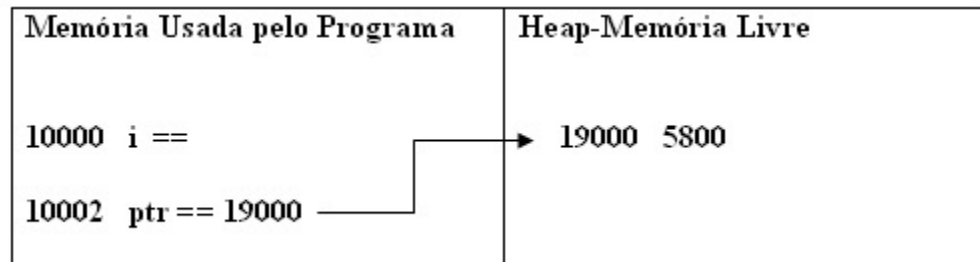 Memória Usada pelo Programa
Heap-Memória Livre
10000 i ==
19000 5800
10002 ptr == 19000